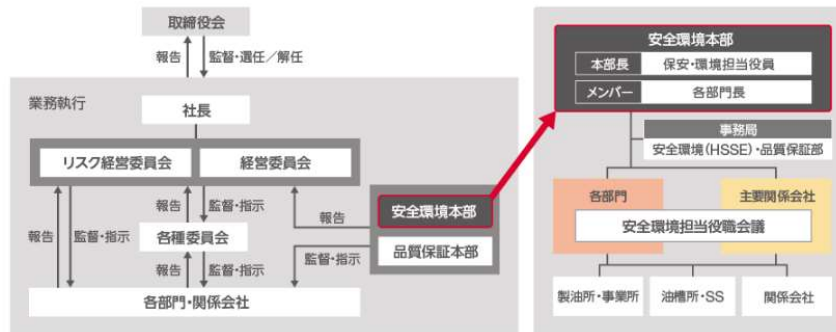 取締役会
報告
監督・選任／解任
業務執行
社長
リスク経営委員会
経営委員会
報告
監督・指示
報告
監督・指示
各種委員会
報告
監督・指示
報告
安全環境本部
品質保証本部
監督・指示
各部門・関係会社
安全環境本部
本部長 保安・環境担当役員
メンバー 各部門長
事務局
安全環境（HSSE）・品質保証部
各部門
主要関係会社
安全環境担当役職会議
製油所・事業所
油槽所・SS
関係会社